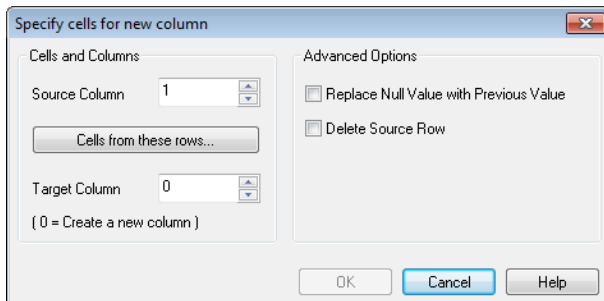 Specify cells for new column
Cells and Columns
Source Column 1
Cells from these rows...
Target Column 0
( 0 = Create a new column )
Advanced Options
Replace Null Value with Previous Value
Delete Source Row
OK Cancel Help